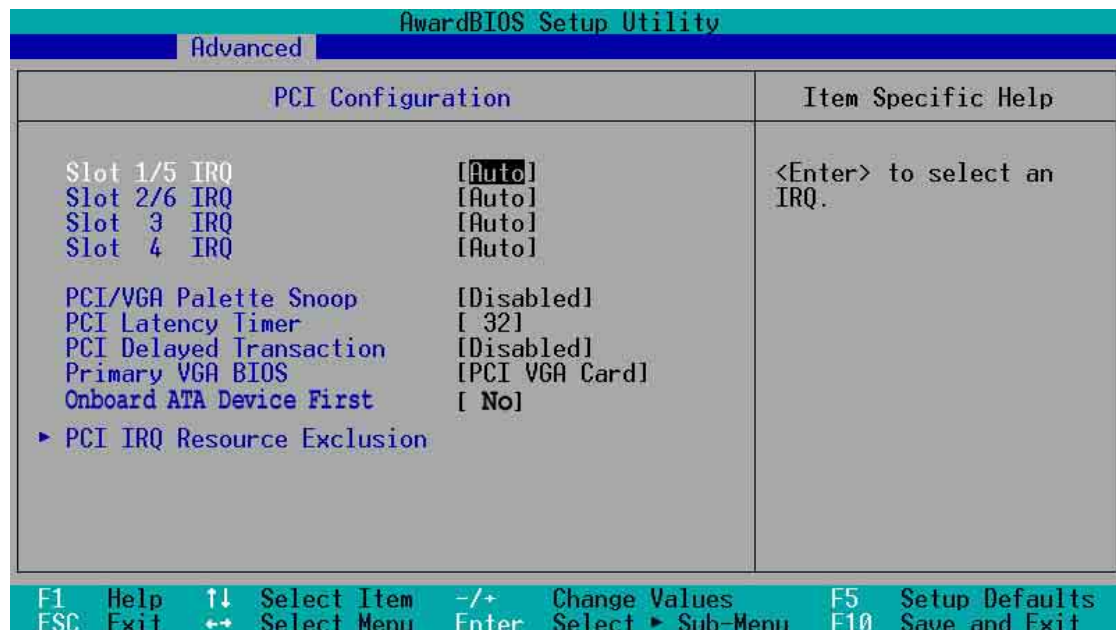 AwardBIOS Setup Utility
Advanced
PCI Configuration
Item Specific Help
Slot 1/5 IRQ [Auto]
Slot 2/6 IRQ [Auto]
Slot 3 IRQ [Auto]
Slot 4 IRQ [Auto]
PCI/VGA Palette Snoop [Disabled]
PCI Latency Timer [ 32]
PCI Delayed Transaction [Disabled]
Primary VGA BIOS [PCI VGA Card]
Onboard ATA Device First [ No]
▸ PCI IRQ Resource Exclusion
<Enter> to select an
IRQ.
F1 Help ↑↓ Select Item -/+ Change Values F5 Setup Defaults
ESC Exit ←→ Select Menu Enter Select ▸ Sub-Menu F10 Save and Exit